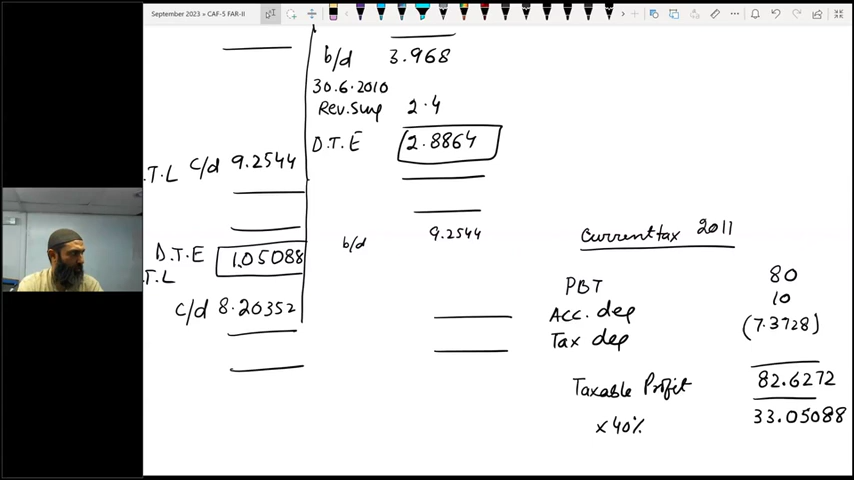 September 2023 » CAF-5 FAR-II
b/d 3.968
30.6.2010
Rev.Surp 2.4
D.T.E 2.8864
.T.L c/d 9.2544
b/d 9.2544
D.T.E 1.05088
T.L
c/d 8.20352
Current tax 2011
PBT 80
Acc. dep 10
Tax dep (7.3728)
Taxable Profit 82.6272
x 40% 33.05088